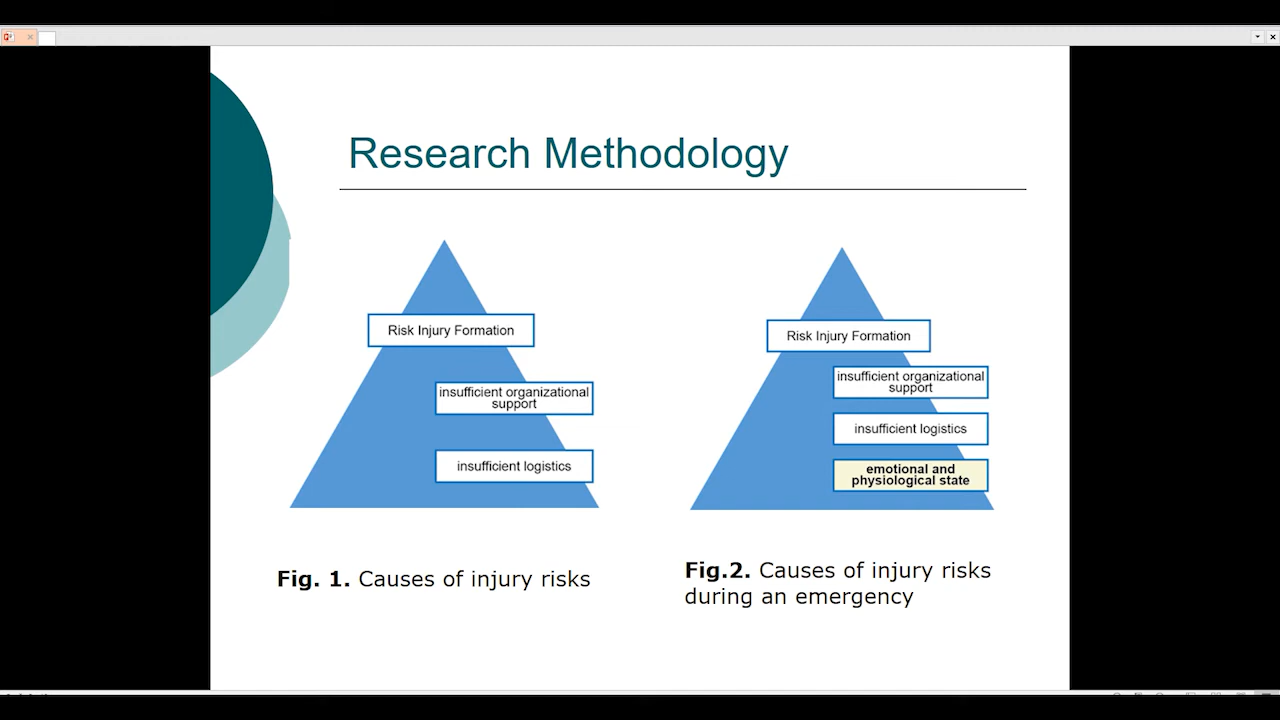 Research Methodology
Risk Injury Formation
insufficient organizational
support
insufficient logistics
Risk Injury Formation
insufficient organizational
support
insufficient logistics
emotional and
physiological state
Fig. 1. Causes of injury risks
Fig.2. Causes of injury risks
during an emergency